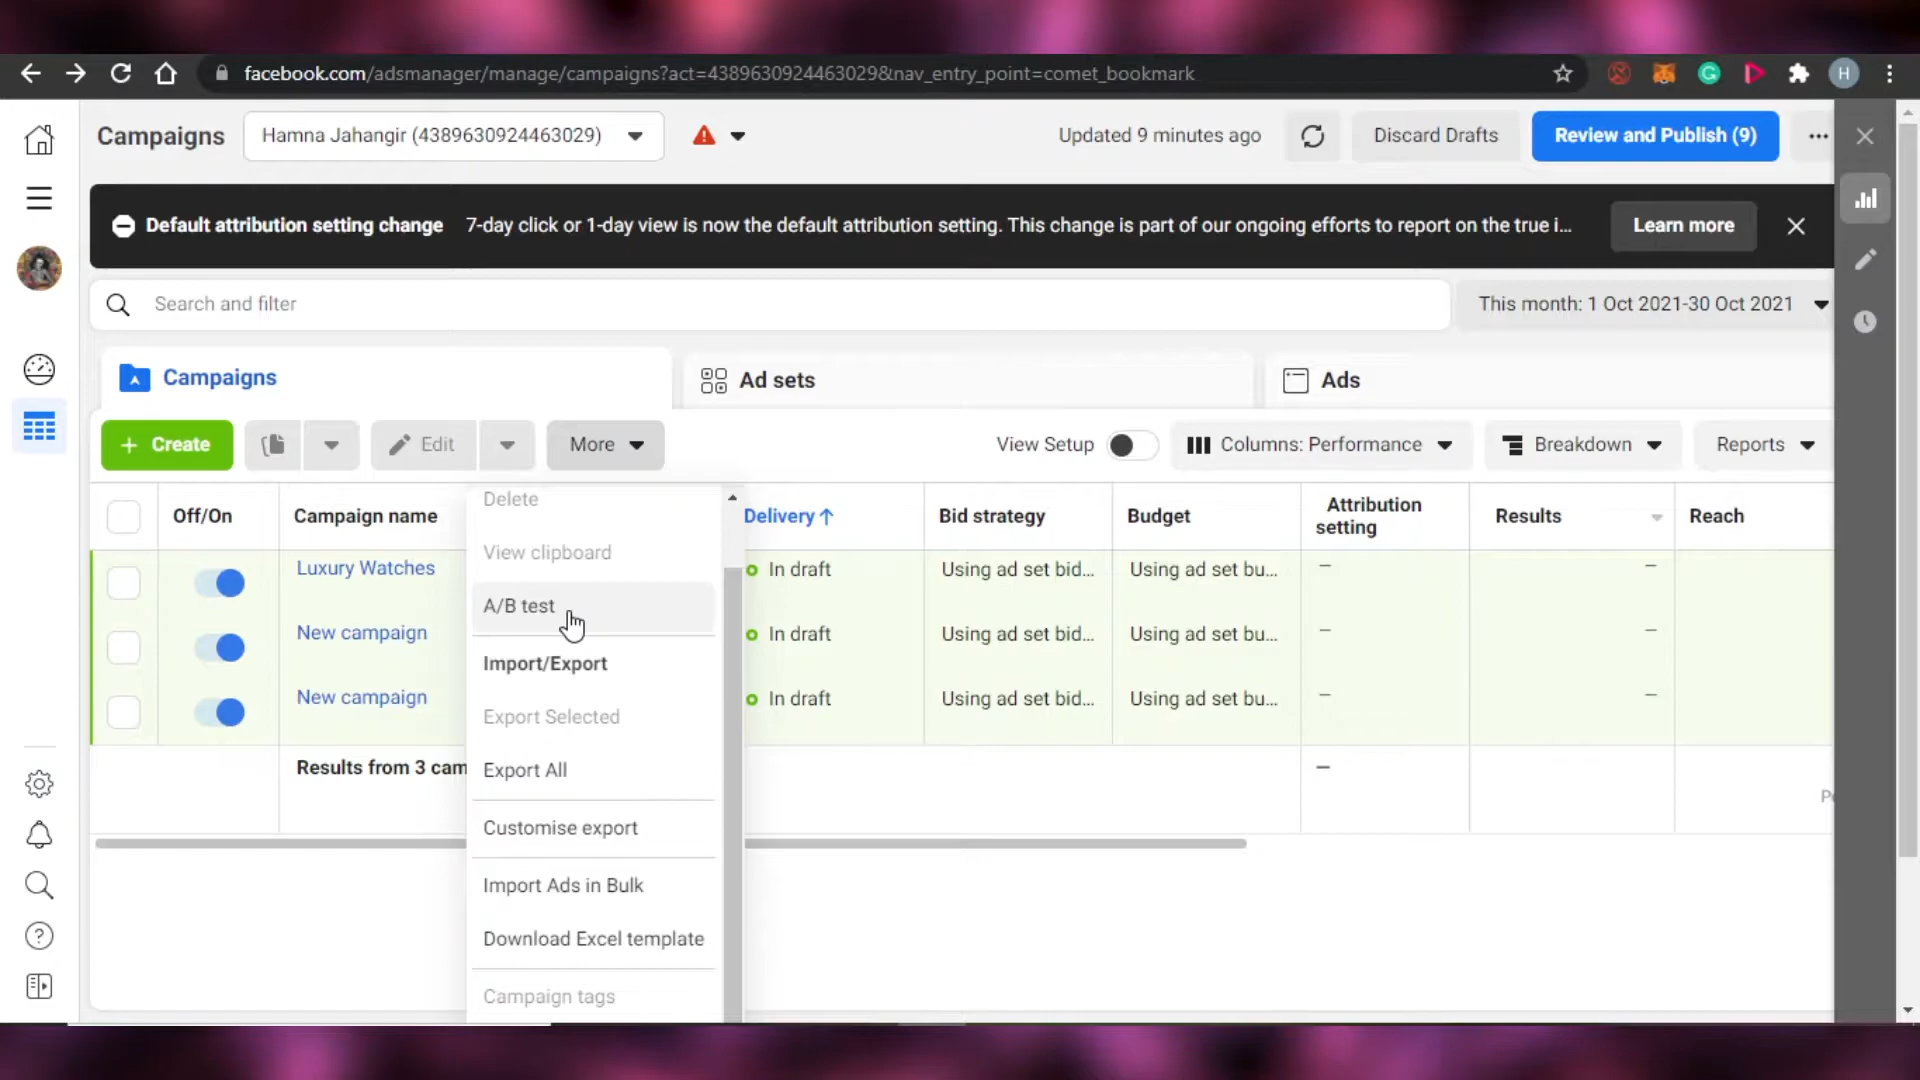 facebook.com/adsmanager/manage/campaigns?act=4389630924463029&nav_entry_point=comet_bookmark
H
Campaigns
Hamna Jahangir (4389630924463029)
Updated 9 minutes ago
Discard Drafts
Review and Publish (9)
Default attribution setting change 7-day click or 1-day view is now the default attribution setting. This change is part of our ongoing efforts to report on the true i...
Learn more
Search and filter
This month: 1 Oct 2021-30 Oct 2021
Campaigns
Ad sets
Ads
+ Create
Edit
More
View Setup
Columns: Performance
Breakdown
Reports
Off/On
Campaign name
Delivery↑
Bid strategy
Budget
Attribution
setting
Results
Reach
Luxury Watches
In draft
Using ad set bid...
Using ad set bu...
–
–
New campaign
In draft
Using ad set bid...
Using ad set bu...
–
–
New campaign
In draft
Using ad set bid...
Using ad set bu...
–
–
Results from 3 cam
–
Delete
View clipboard
A/B test
Import/Export
Export Selected
Export All
Customise export
Import Ads in Bulk
Download Excel template
Campaign tags